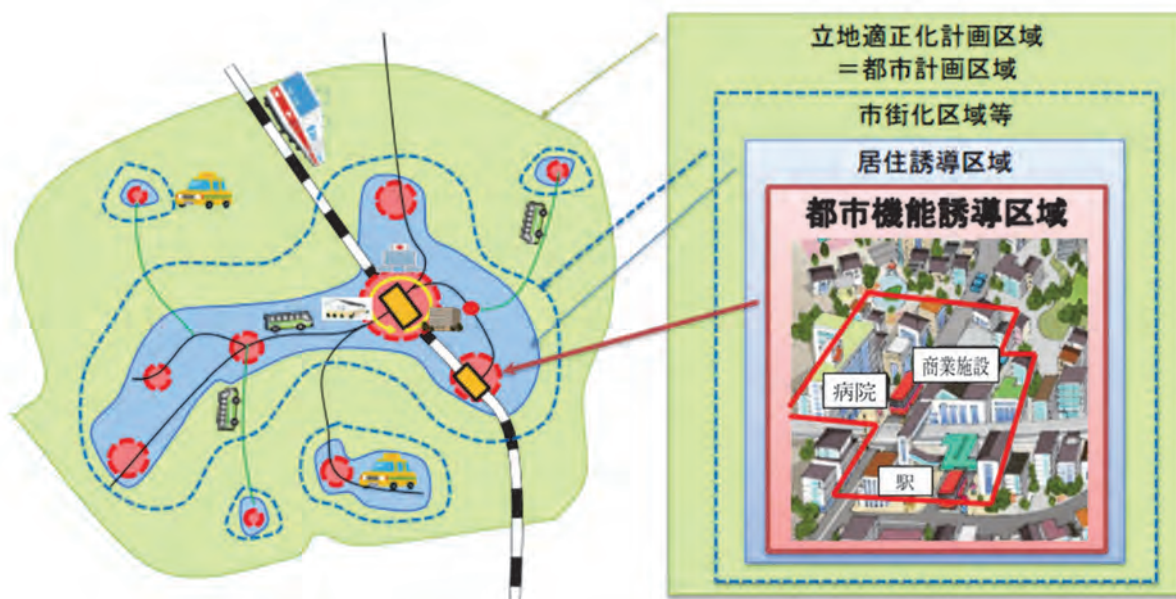 立地適正化計画区域
＝都市計画区域
市街化区域等
居住誘導区域
都市機能誘導区域
商業施設
病院
駅